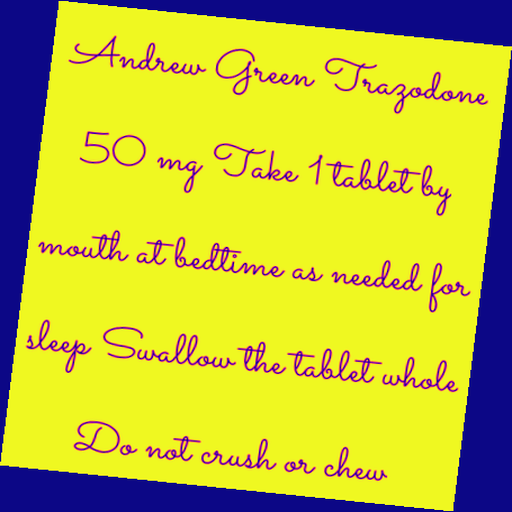 Andrew Green Trazodone
50 mg Take 1 tablet by
mouth at bedtime as needed for
sleep Swallow the tablet whole
Do not crush or chew